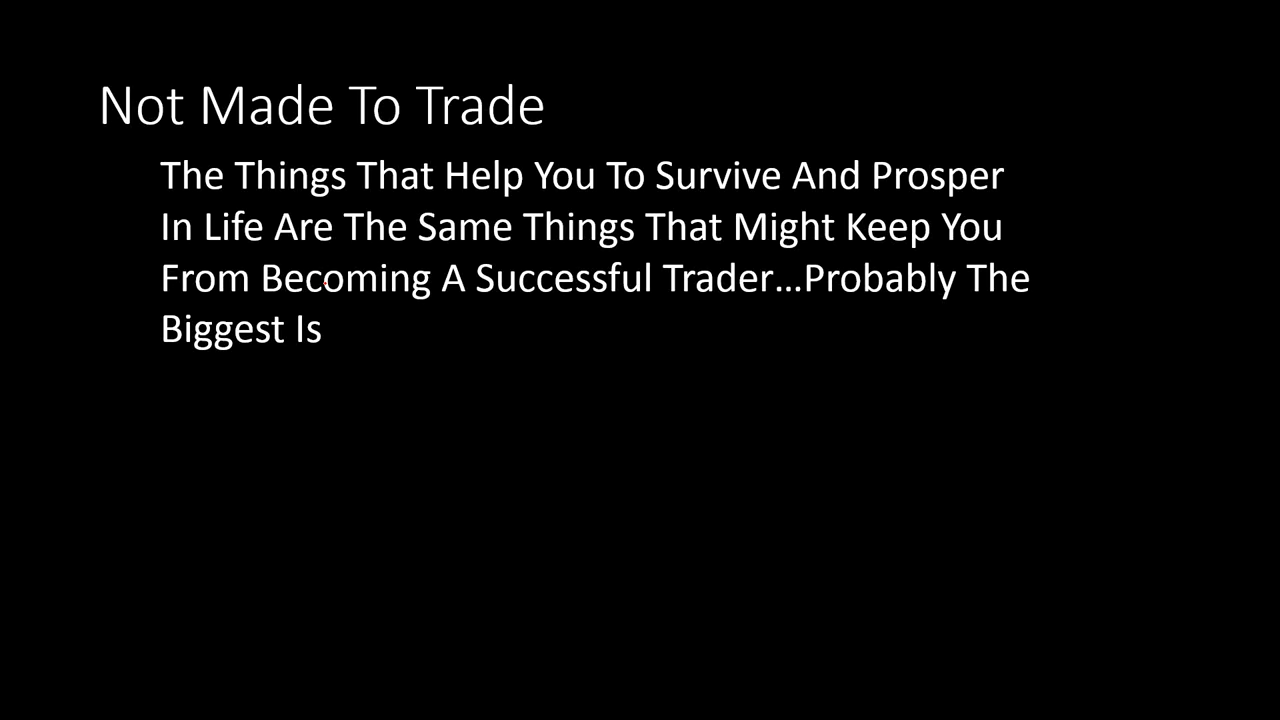 Not Made To Trade
The Things That Help You To Survive And Prosper
In Life Are The Same Things That Might Keep You
From Becoming A Successful Trader…Probably The
Biggest Is